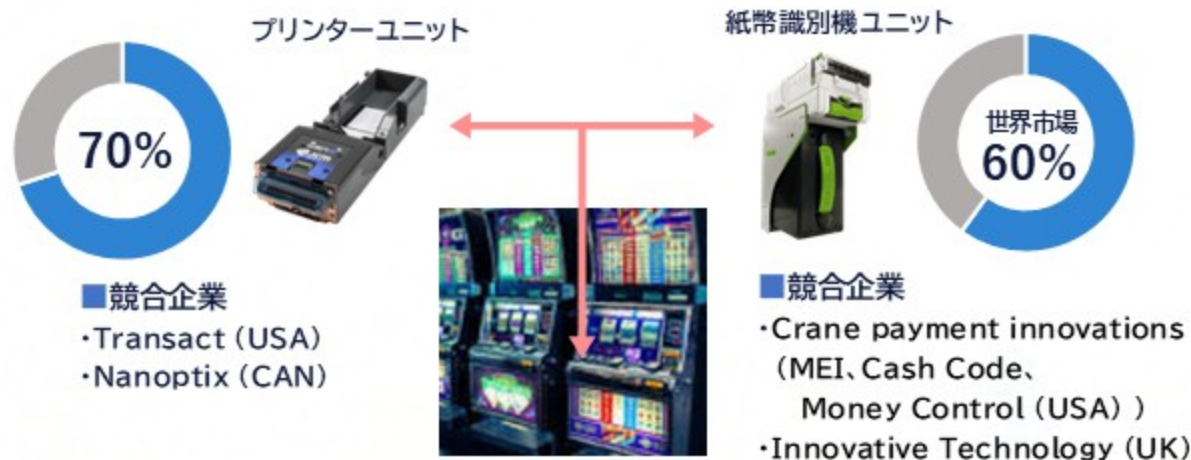 プリンターユニット
70%
■競合企業
・Transact (USA)
・Nanoptix (CAN)
紙幣識別機ユニット
世界市場
60%
■競合企業
・Crane payment innovations
(MEI、Cash Code、
Money Control (USA) )
・Innovative Technology (UK)